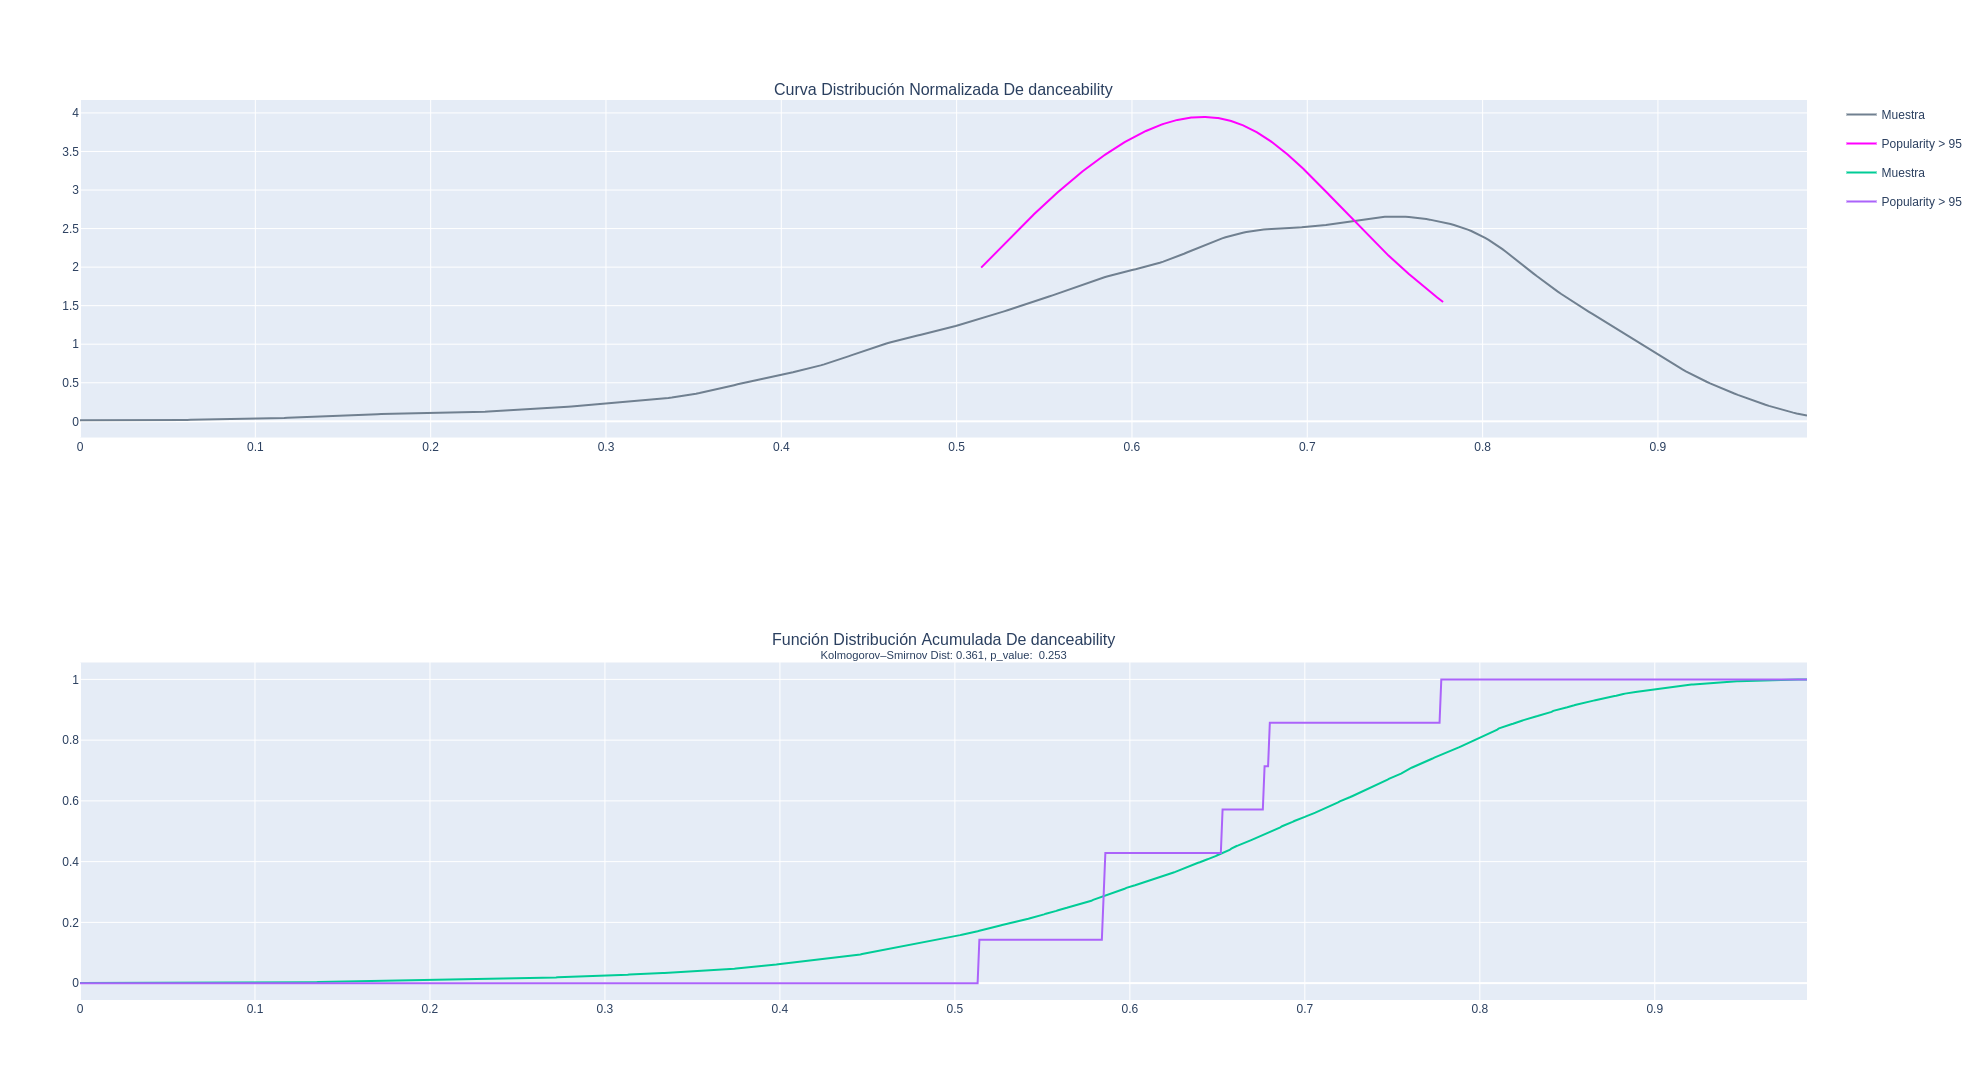 Curva Distribución Normalizada De danceability
4
3.5
3
2.5
2
1.5
1
0.5
0
0 0.1 0.2 0.3 0.4 0.5 0.6 0.7 0.8 0.9
Muestra
Popularity > 95
Muestra
Popularity > 95
Función Distribución Acumulada De danceability
Kolmogorov–Smirnov Dist: 0.361, p_value: 0.253
1
0.8
0.6
0.4
0.2
0
0 0.1 0.2 0.3 0.4 0.5 0.6 0.7 0.8 0.9